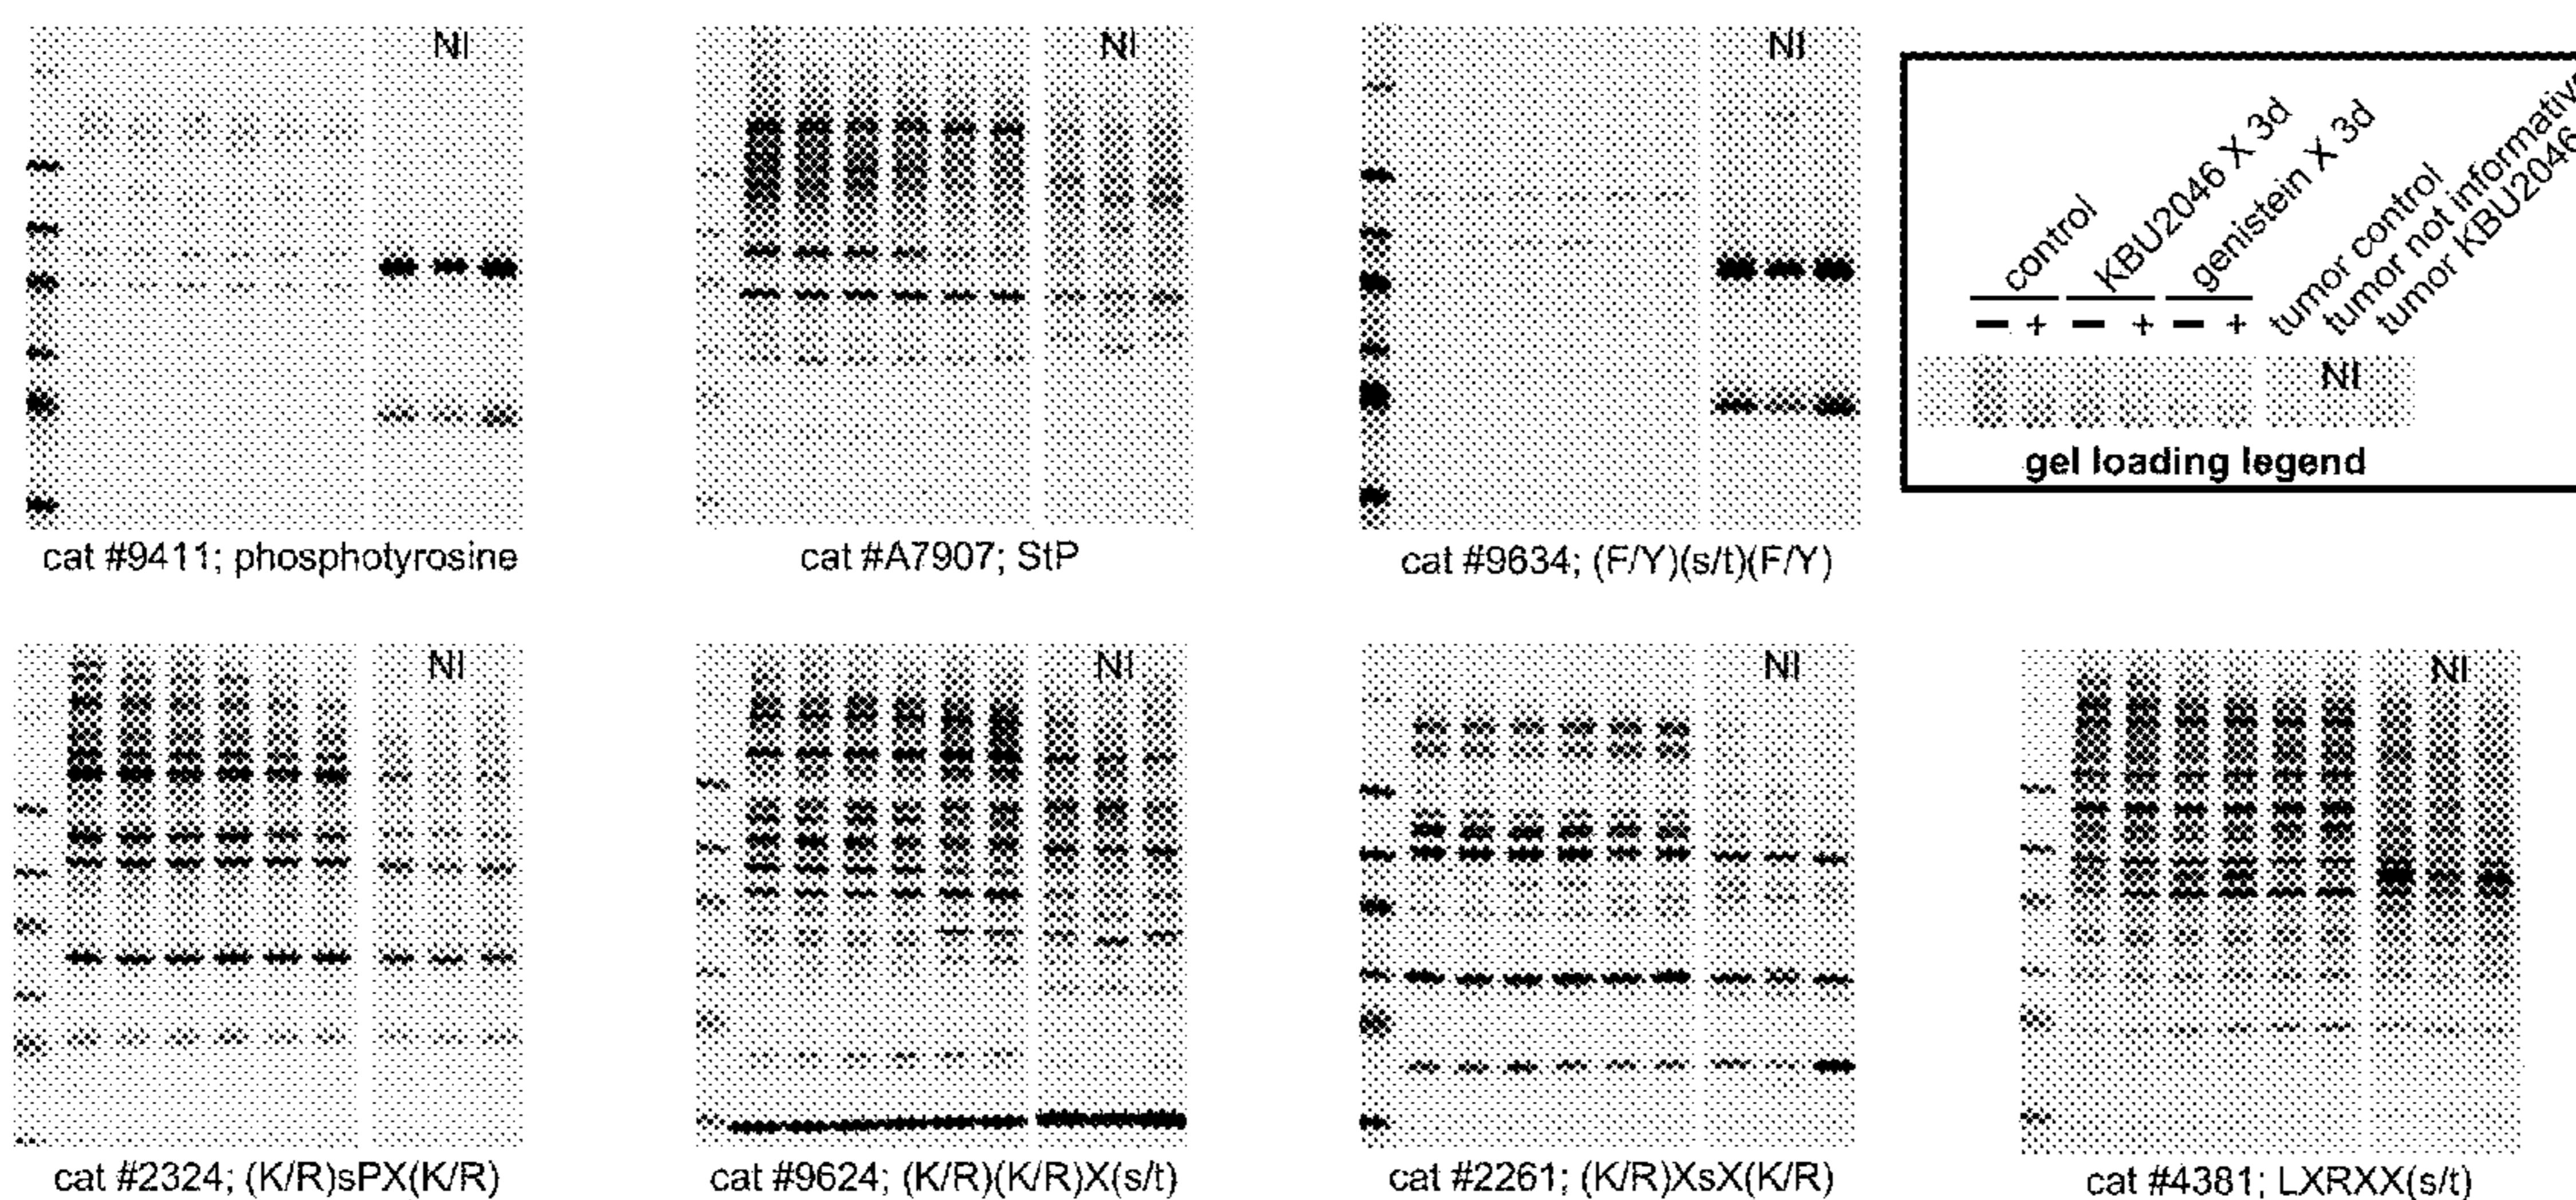 NI
NI
NI
control
KBU2046 X 3d
genistein X 3d
tumor control
tumor not informative
tumor KBU2046
− + − + − +
NI
gel loading legend
cat #9411; phosphotyrosine
cat #A7907; StP
cat #9634; (F/Y)(s/t)(F/Y)
NI
NI
NI
NI
cat #2324; (K/R)sPX(K/R)
cat #9624; (K/R)(K/R)X(s/t)
cat #2261; (K/R)XsX(K/R)
cat #4381; LXRXX(s/t)